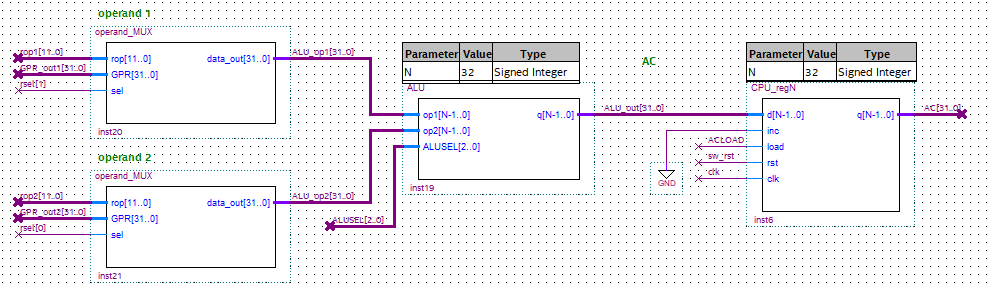 operand 1
operand_MUX
rop1[11..0]
rop[11..0]
data_out[31..0]
ALU_op1[31..0]
GPR_out1[31..0]
GPR[31..0]
rsel[1]
sel
inst20
Parameter Value Type
N 32 Signed Integer
ALU
op1[N-1..0]
q[N-1..0]
ALU_out[31..0]
op2[N-1..0]
ALUSEL[2..0]
inst19
AC
Parameter Value Type
N 32 Signed Integer
CPU_regN
d[N-1..0]
q[N-1..0]
AC[31..0]
inc
ACLOAD
load
sw_rst
rst
clk
clk
GND
inst6
operand 2
operand_MUX
rop2[11..0]
rop[11..0]
data_out[31..0]
ALU_op2[31..0]
GPR_out2[31..0]
GPR[31..0]
ALUSEL[2..0]
rsel[0]
sel
inst21